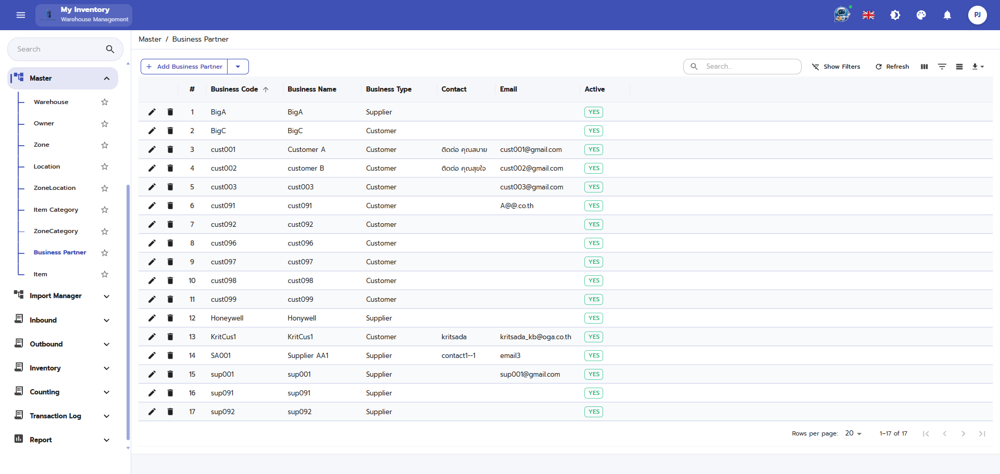 My Inventory
Warehouse Management
PJ
Search
Master
Warehouse
Owner
Zone
Location
ZoneLocation
Item Category
ZoneCategory
Business Partner
Item
Import Manager
Inbound
Outbound
Inventory
Counting
Transaction Log
Report
Master / Business Partner
+ Add Business Partner
Search...
Show Filters
Refresh
# Business Code Business Name Business Type Contact Email Active
1 BigA BigA Supplier YES
2 BigC BigC Customer YES
3 cust001 Customer A Customer ติดต่อ คุณสบาย cust001@gmail.com YES
4 cust002 customer B Customer ติดต่อ คุณสุขใจ cust002@gmail.com YES
5 cust003 cust003 Customer cust003@gmail.com YES
6 cust091 cust091 Customer A@@.co.th YES
7 cust092 cust092 Customer YES
8 cust096 cust096 Customer YES
9 cust097 cust097 Customer YES
10 cust098 cust098 Customer YES
11 cust099 cust099 Customer YES
12 Honeywell Honywell Supplier YES
13 KritCus1 KritCus1 Customer kritsada kritsada_kb@oga.co.th YES
14 SA001 Supplier AA1 Supplier contact1--1 email3 YES
15 sup001 sup001 Supplier sup001@gmail.com YES
16 sup091 sup091 Supplier YES
17 sup092 sup092 Supplier YES
Rows per page: 20 1–17 of 17